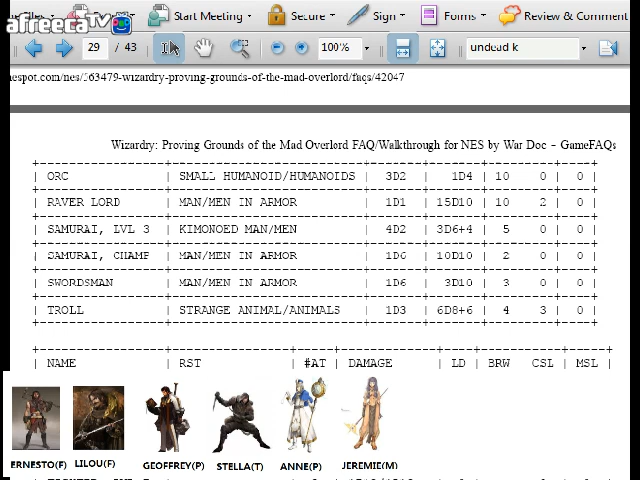 afreecaTV
Start Meeting
Secure
Sign
Forms
Review & Comment
29 / 43
100%
undead k
espot.com/nes/563479-wizardry-proving-grounds-of-the-mad-overlord/faqs/42047
Wizardry: Proving Grounds of the Mad Overlord FAQ/Walkthrough for NES by War Doc - GameFAQs
| ORC | SMALL HUMANOID/HUMANOIDS | 3D2 | 1D4 | 10 0 | 0 |
| RAVER LORD | MAN/MEN IN ARMOR | 1D1 | 15D10 | 10 2 | 0 |
| SAMURAI, LVL 3 | KIMONOED MAN/MEN | 4D2 | 3D6+4 | 5 0 | 0 |
| SAMURAI, CHAMP | MAN/MEN IN ARMOR | 1D6 | 10D10 | 2 0 | 0 |
| SWORDSMAN | MAN/MEN IN ARMOR | 1D6 | 3D10 | 3 0 | 0 |
| TROLL | STRANGE ANIMAL/ANIMALS | 1D3 | 6D8+6 | 4 3 | 0 |
| NAME | RST | #AT | DAMAGE | LD | BRW CSL | MSL |
ERNESTO(F) LILOU(F) GEOFFREY(P) STELLA(T) ANNE(P) JEREMIE(M)